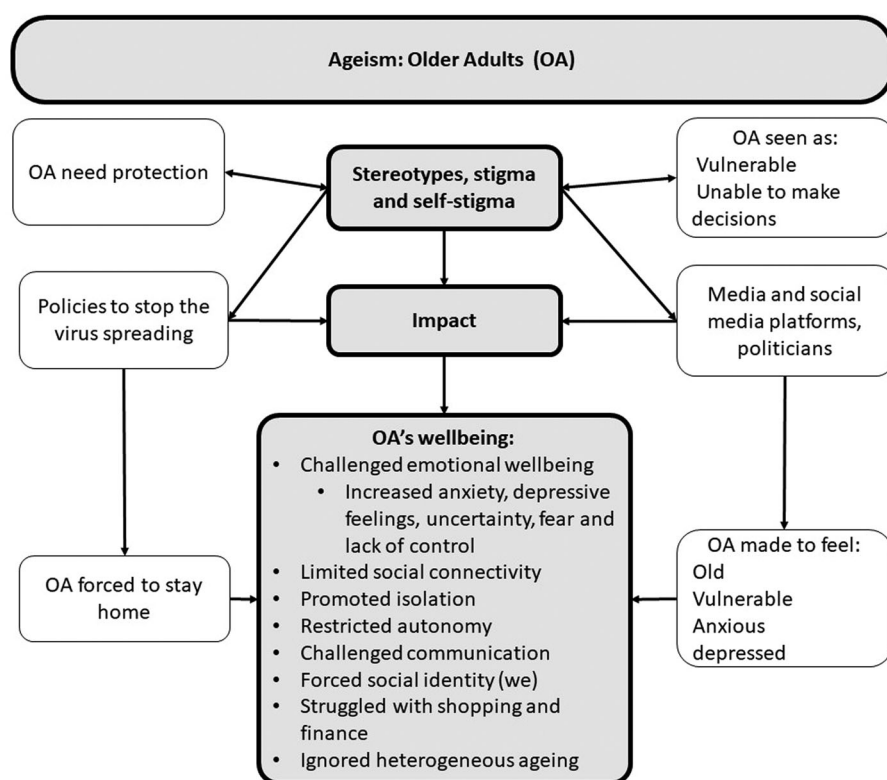 Ageism: Older Adults (OA)
OA need protection
Stereotypes, stigma
and self-stigma
OA seen as:
Vulnerable
Unable to make
decisions
Policies to stop the
virus spreading
Impact
Media and social
media platforms,
politicians
OA's wellbeing:
• Challenged emotional wellbeing
• Increased anxiety, depressive
feelings, uncertainty, fear and
lack of control
• Limited social connectivity
• Promoted isolation
• Restricted autonomy
• Challenged communication
• Forced social identity (we)
• Struggled with shopping and
finance
• Ignored heterogeneous ageing
OA forced to stay
home
OA made to feel:
Old
Vulnerable
Anxious
depressed